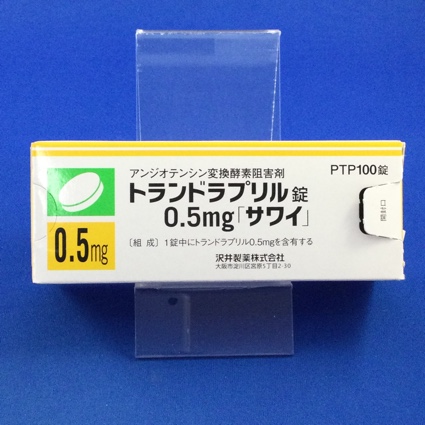 アンジオテンシン変換酵素阻害剤
PTP100錠
トランドラプリル錠
0.5mg「サワイ」
0.5mg
〔組成〕1錠中にトランドラプリル0.5mgを含有する
沢井製薬株式会社
大阪市淀川区宮原5丁目2-30
開封口